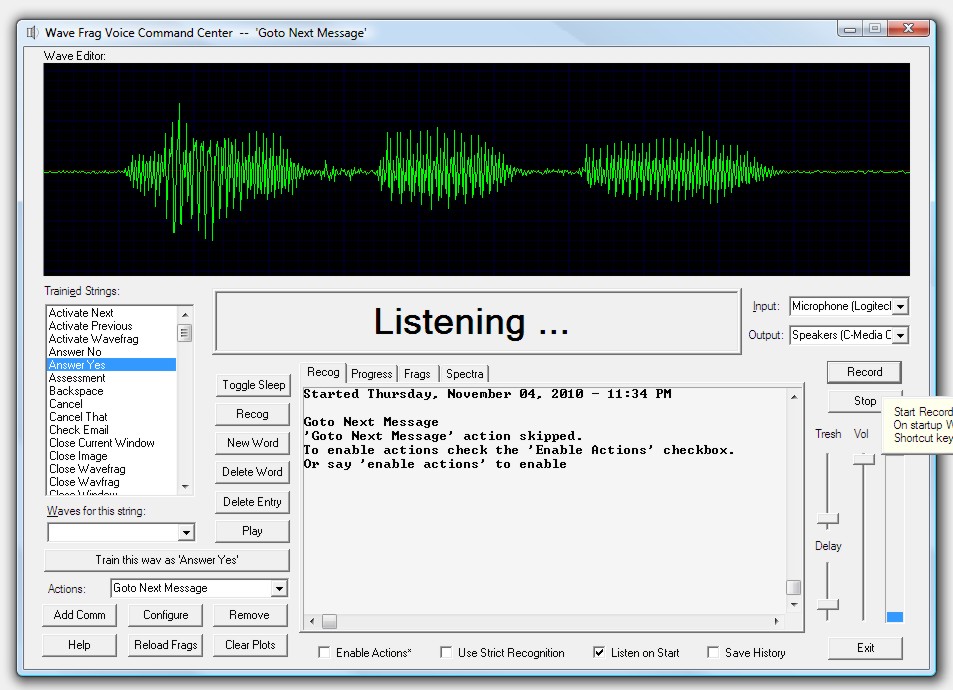 Wave Frag Voice Command Center -- 'Goto Next Message'
Wave Editor:
Trainied Strings:
Activate Next
Activate Previous
Activate Wavefrag
Answer No
Answer Yes
Assessment
Backspace
Cancel
Cancel That
Check Email
Close Current Window
Close Image
Close Wavefrag
Close Wavfrag
Close Window
Listening ...
Input: Microphone (Logitecl
Output: Speakers (C-Media C
Toggle Sleep
Recog
New Word
Delete Word
Delete Entry
Play
Recog Progress Frags Spectra
Started Thursday, November 04, 2010 - 11:34 PM
Goto Next Message
'Goto Next Message' action skipped.
To enable actions check the 'Enable Actions' checkbox.
Or say 'enable actions' to enable
Record
Stop
Start Record
On startup W
Shortcut key
Tresh Vol
Delay
Waves for this string:
Train this wav as 'Answer Yes'
Actions: Goto Next Message
Add Comm Configure Remove
Help Reload Frags Clear Plots
Enable Actions* Use Strict Recognition Listen on Start Save History
Exit